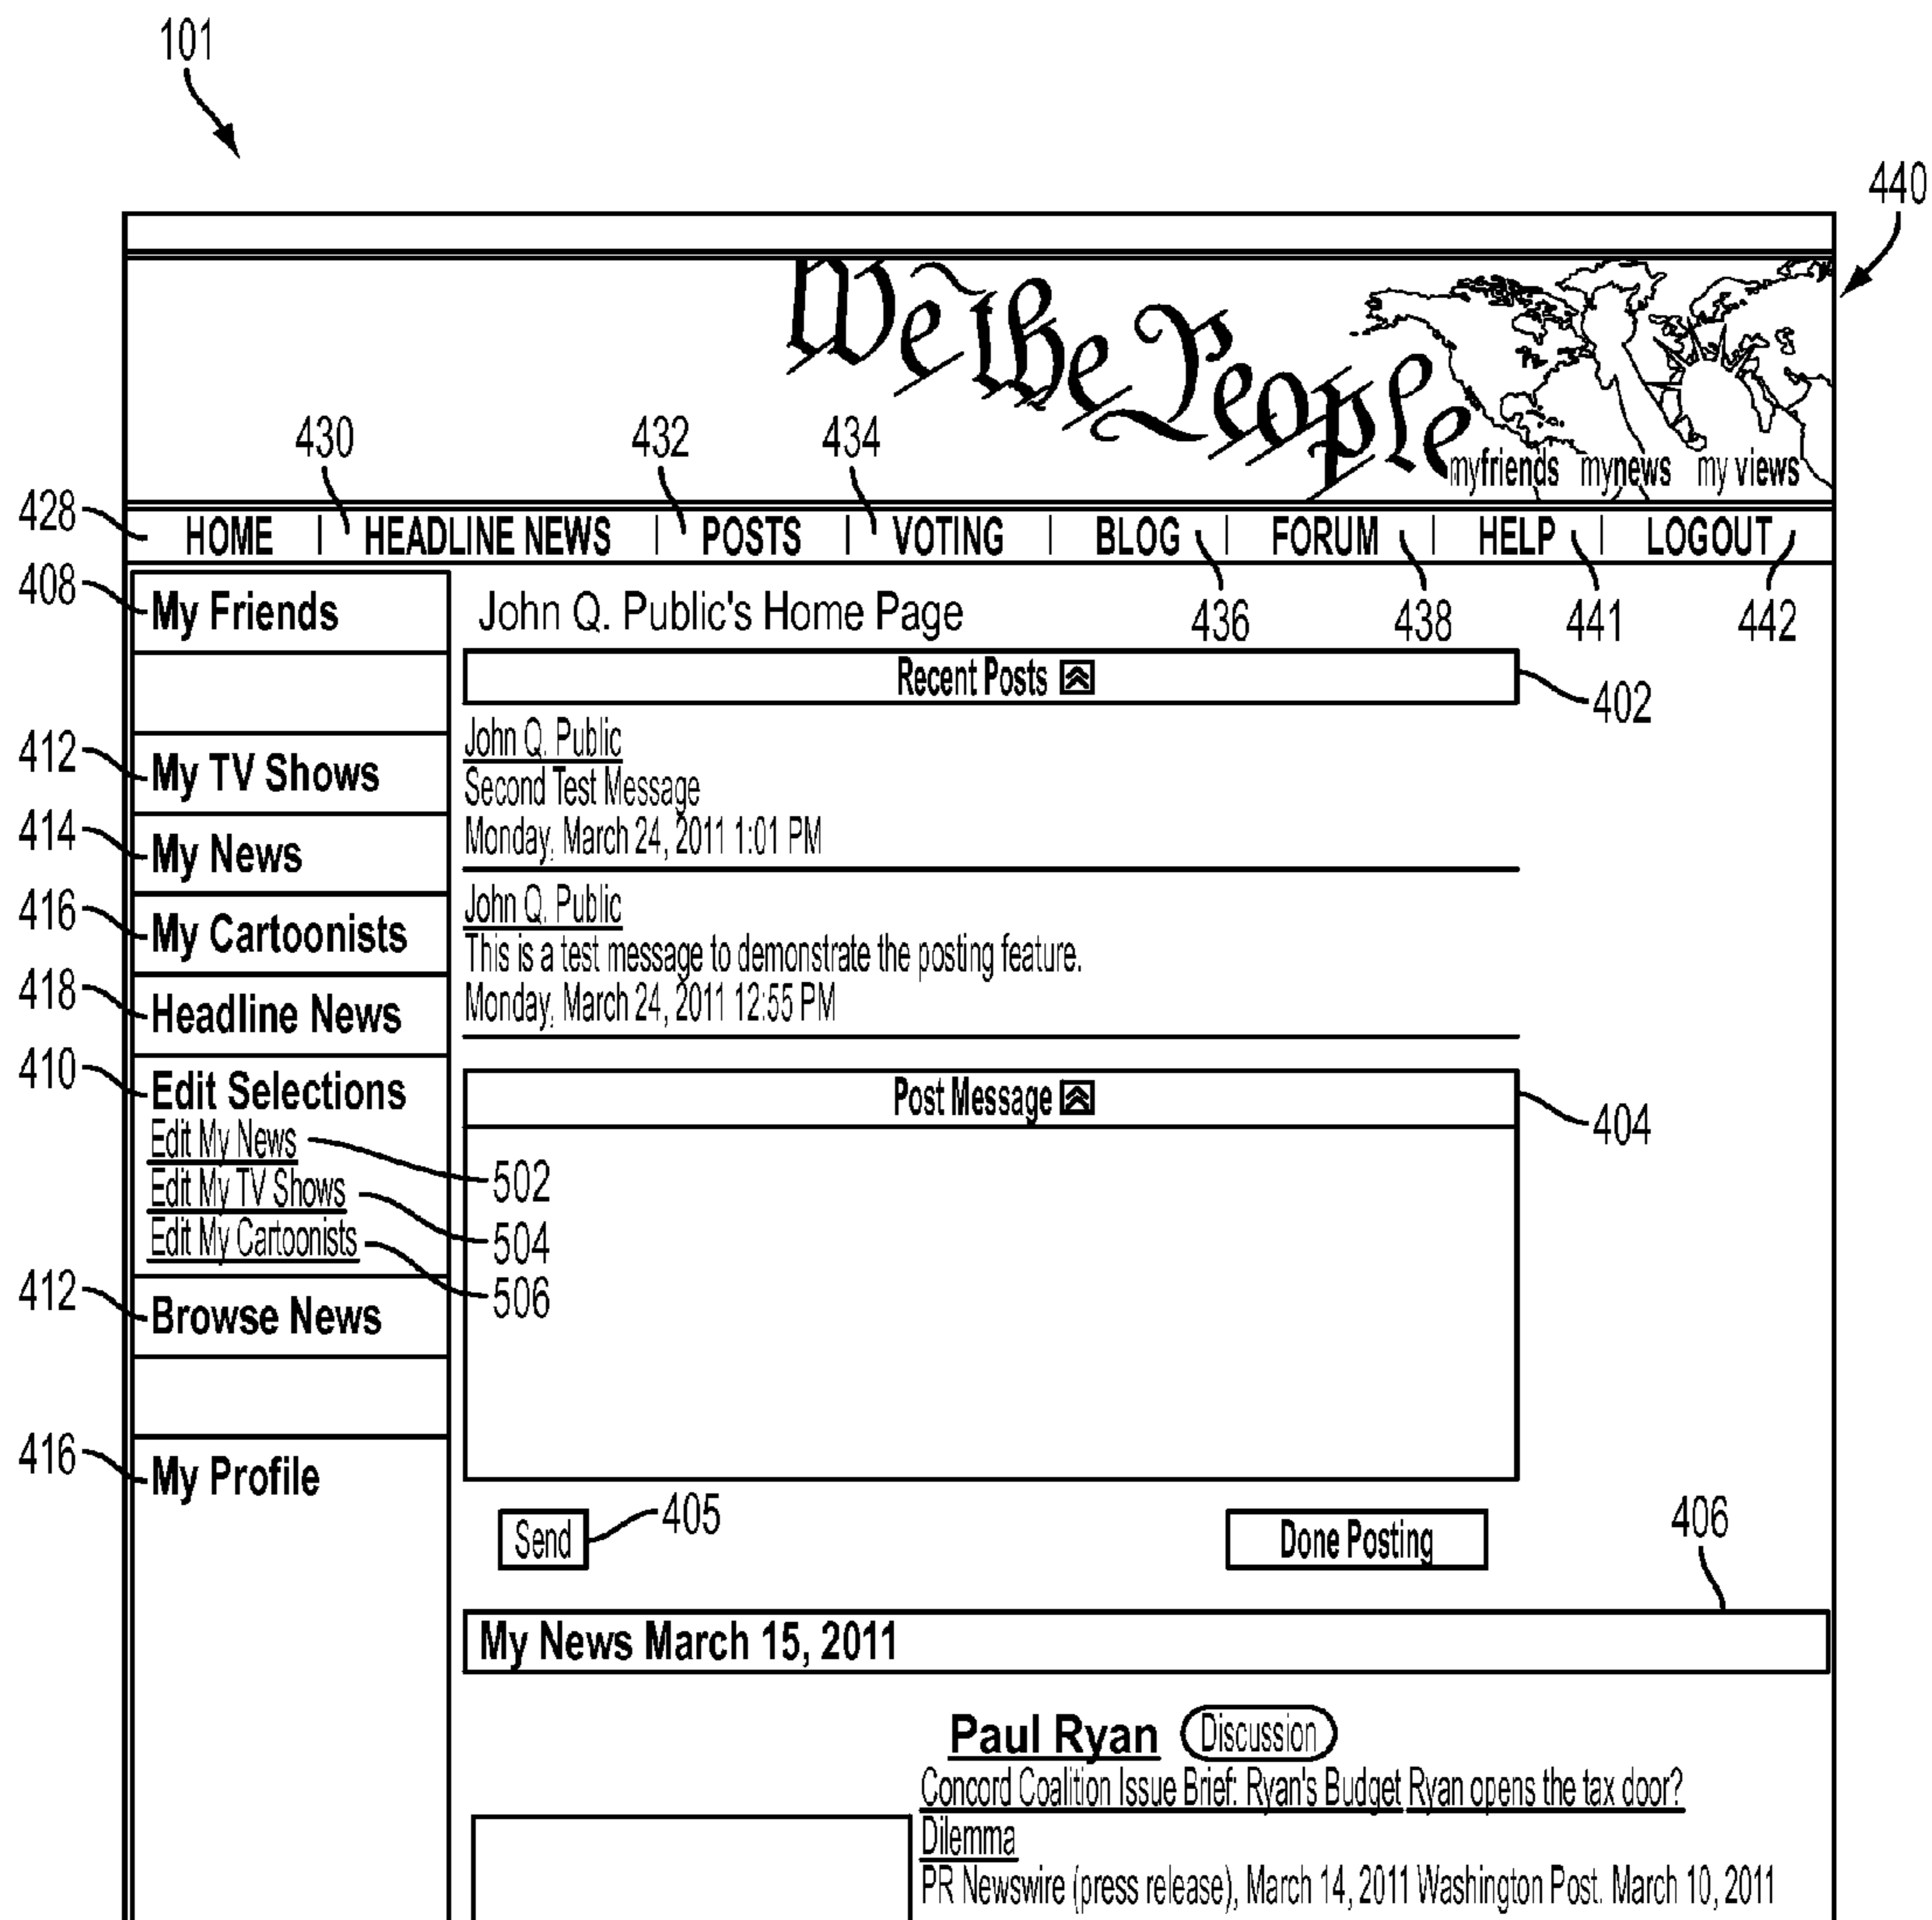 101
440
We the People
430 432 434
myfriends mynews my views
428 HOME | HEADLINE NEWS | POSTS | VOTING | BLOG | FORUM | HELP | LOGOUT
408 My Friends
John Q. Public's Home Page
436 438 441 442
Recent Posts
402
John Q. Public
412 My TV Shows
Second Test Message
Monday, March 24, 2011 1:01 PM
414 My News
John Q. Public
416 My Cartoonists
This is a test message to demonstrate the posting feature.
Monday, March 24, 2011 12:55 PM
418 Headline News
410 Edit Selections
Post Message
404
Edit My News
502
Edit My TV Shows
504
Edit My Cartoonists
506
412 Browse News
416 My Profile
Send 405
Done Posting
406
My News March 15, 2011
Paul Ryan Discussion
Concord Coalition Issue Brief: Ryan's Budget Ryan opens the tax door?
Dilemma
PR Newswire (press release), March 14, 2011 Washington Post. March 10, 2011